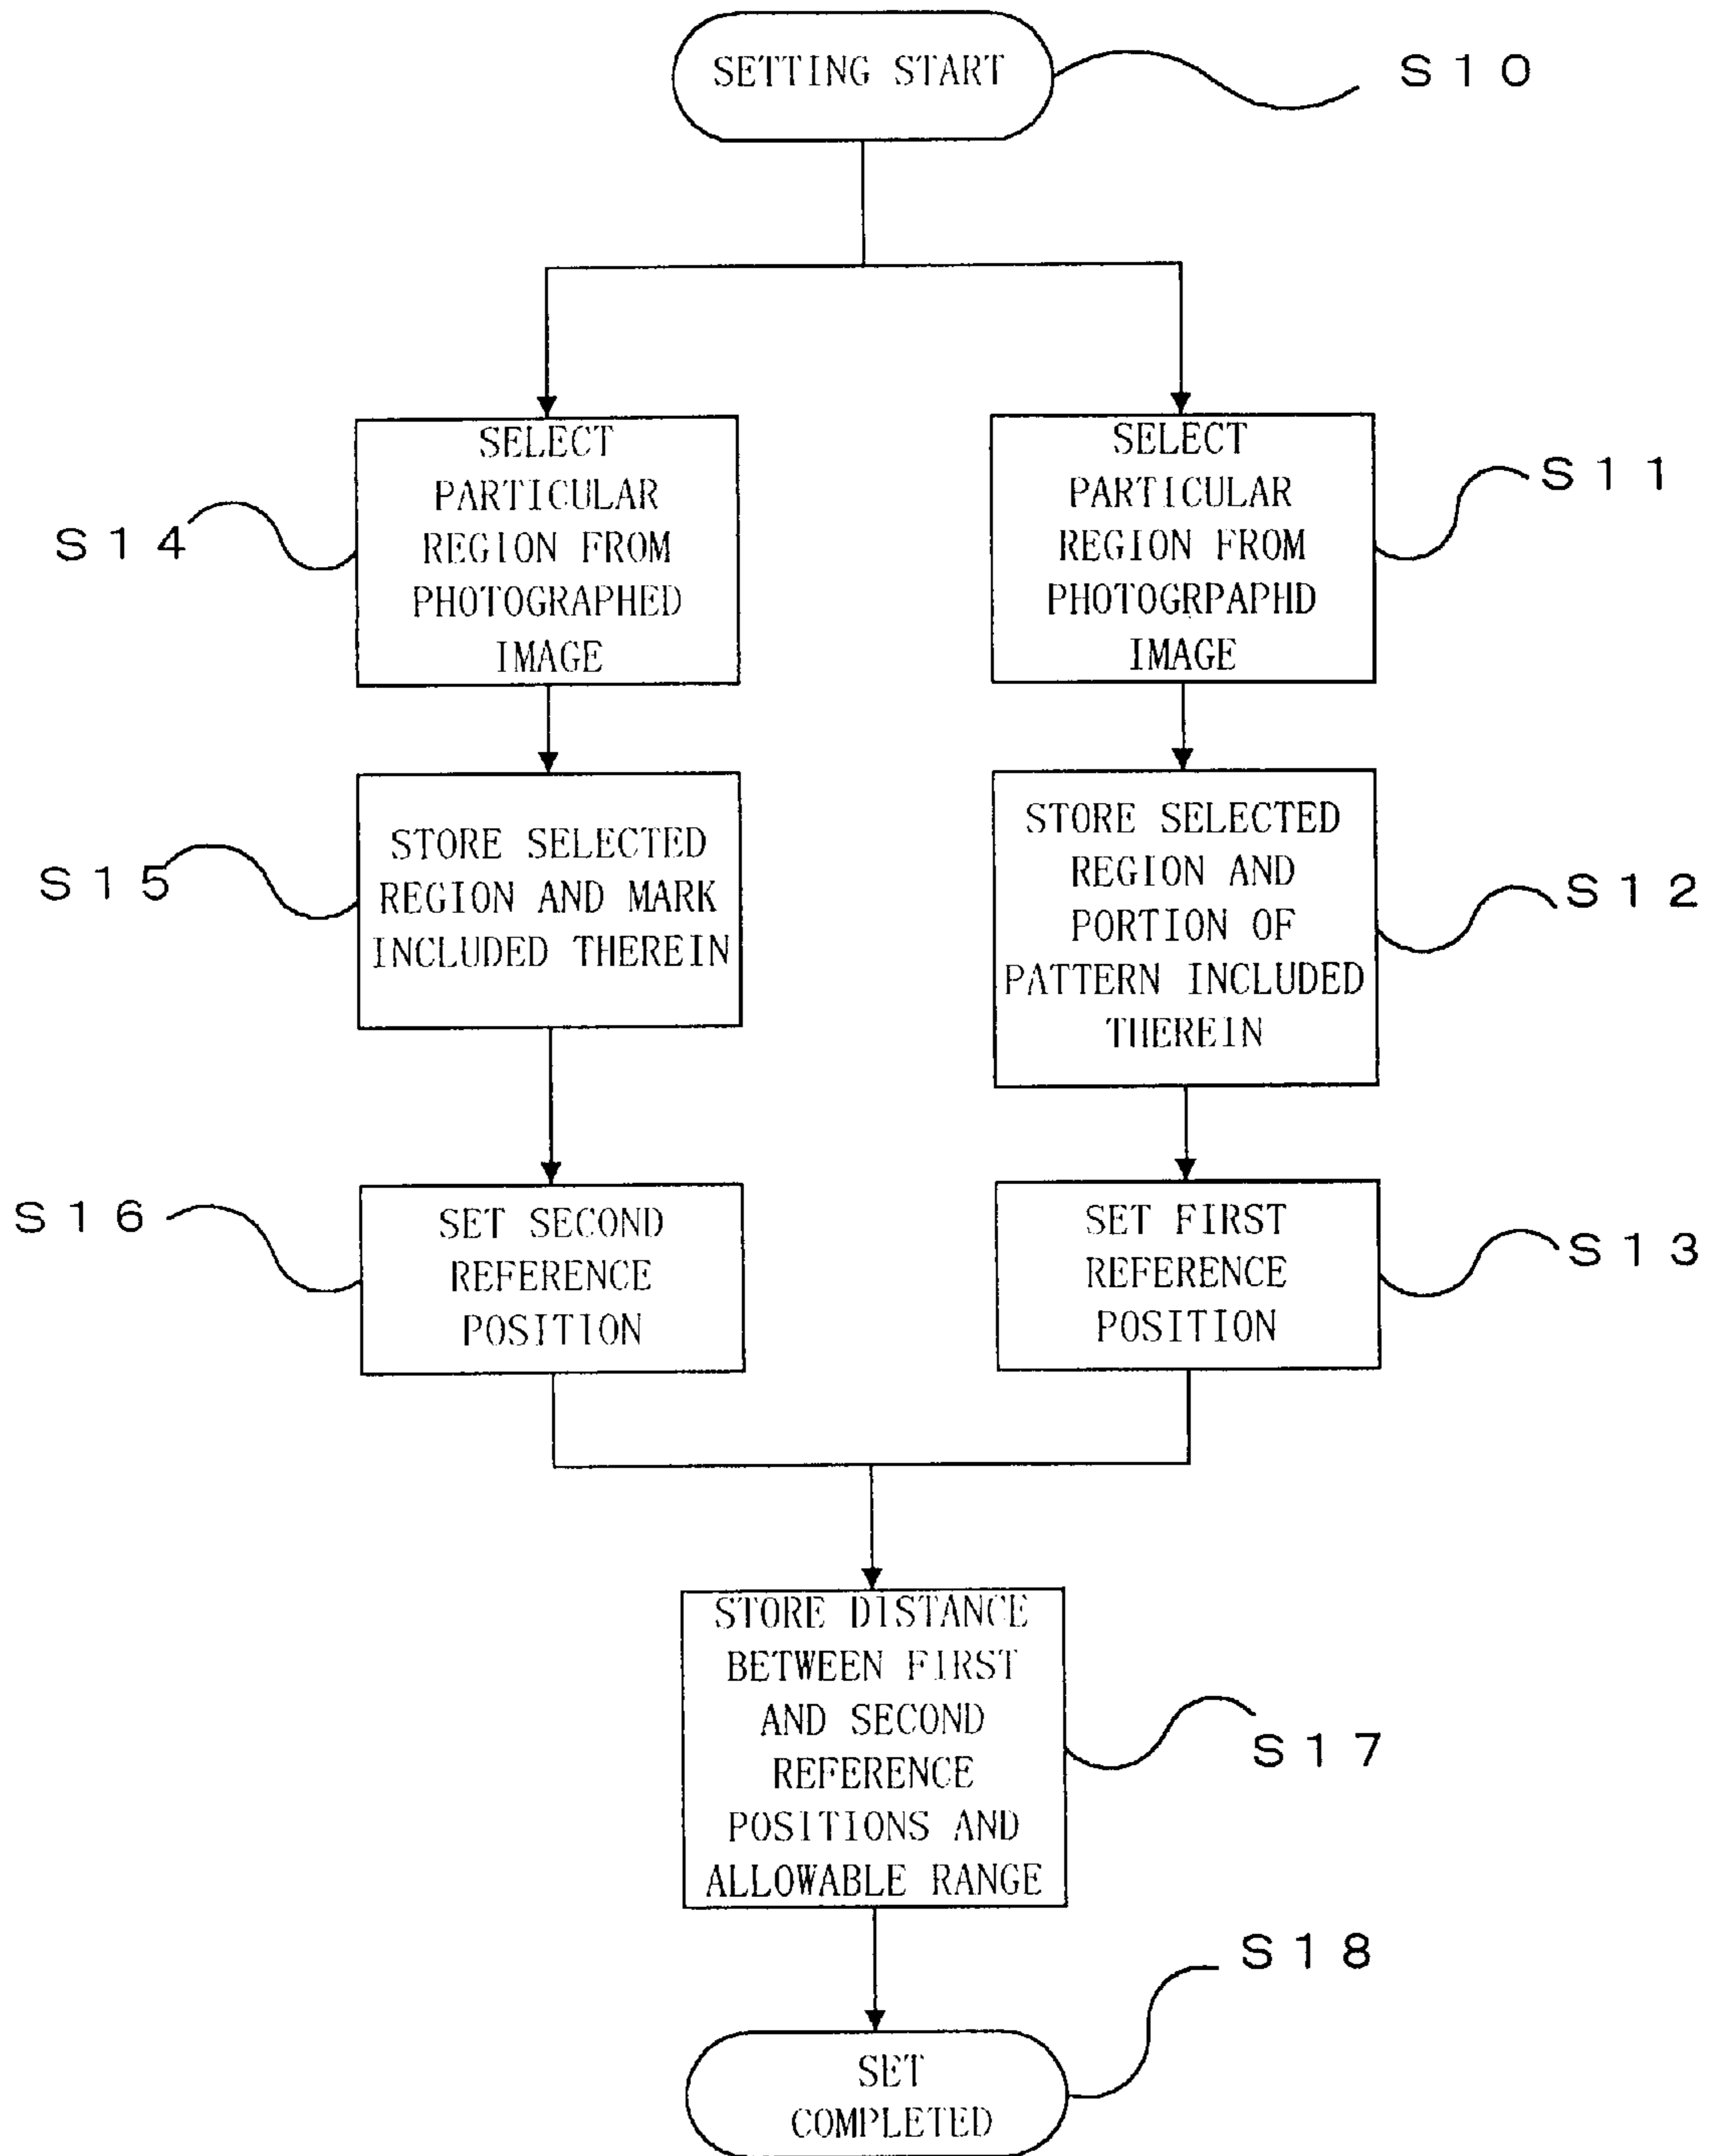 SETTING START
S10
SELECT
PARTICULAR
REGION FROM
PHOTOGRAPHED
IMAGE
S14
SELECT
PARTICULAR
REGION FROM
PHOTOGRPAPHD
IMAGE
S11
STORE SELECTED
REGION AND MARK
INCLUDED THEREIN
S15
STORE SELECTED
REGION AND
PORTION OF
PATTERN INCLUDED
THEREIN
S12
SET SECOND
REFERENCE
POSITION
S16
SET FIRST
REFERENCE
POSITION
S13
STORE DISTANCE
BETWEEN FIRST
AND SECOND
REFERENCE
POSITIONS AND
ALLOWABLE RANGE
S17
SET
COMPLETED
S18